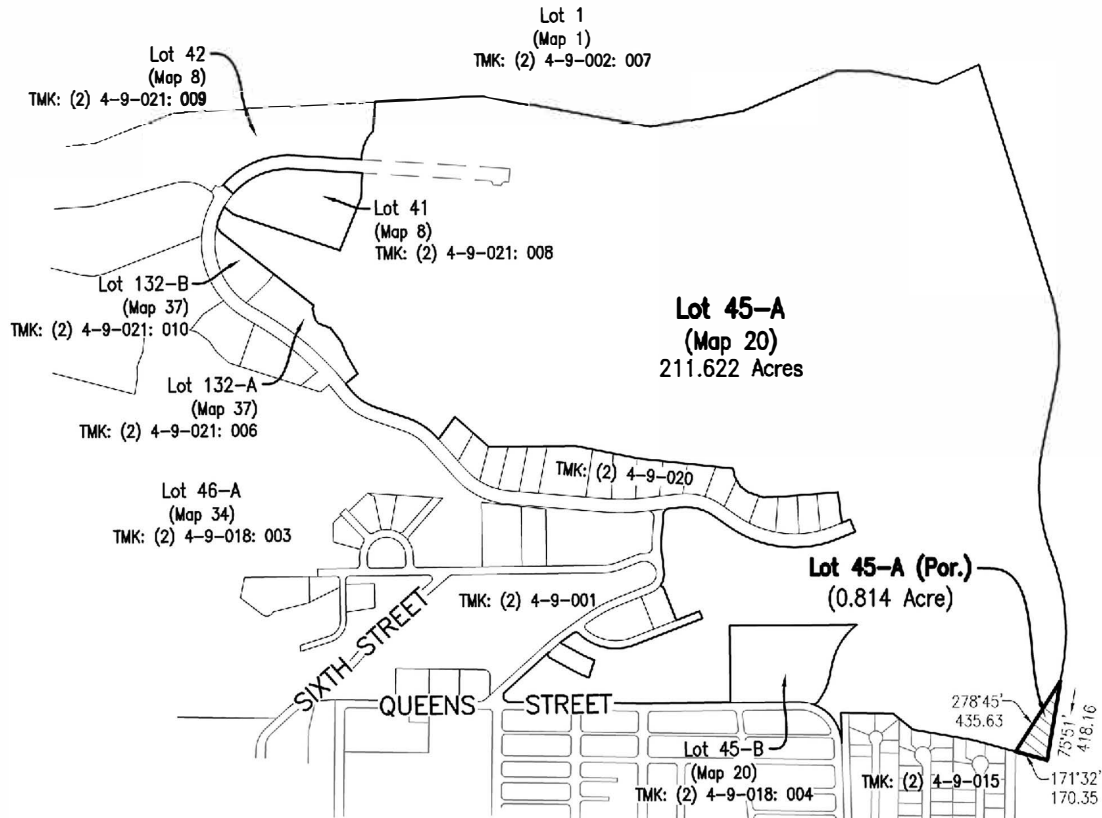 Lot 1
(Map 1)
TMK: (2) 4-9-002: 007
Lot 42
(Map 8)
TMK: (2) 4-9-021: 009
Lot 41
(Map 8)
TMK: (2) 4-9-021: 008
Lot 132-B
(Map 37)
TMK: (2) 4-9-021: 010
Lot 45-A
(Map 20)
211.622 Acres
Lot 132-A
(Map 37)
TMK: (2) 4-9-021: 006
TMK: (2) 4-9-020
Lot 46-A
(Map 34)
TMK: (2) 4-9-018: 003
Lot 45-A (Por.)
(0.814 Acre)
TMK: (2) 4-9-001
SIXTH STREET
QUEENS STREET
278°45'
435.63
75°51'
418.16
171°32'
170.35
Lot 45-B
(Map 20)
TMK: (2) 4-9-018: 004
TMK: (2) 4-9-015